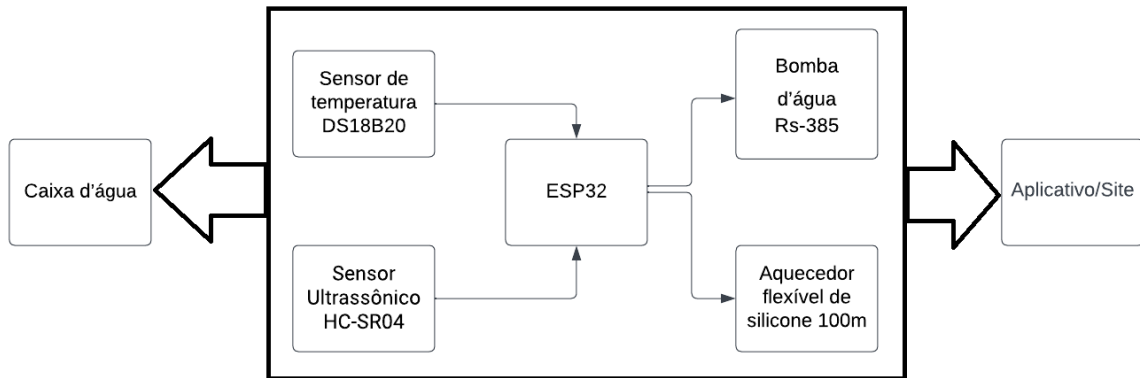 Caixa d'água
Sensor de
temperatura
DS18B20
Sensor
Ultrassônico
HC-SR04
ESP32
Bomba
d'água
Rs-385
Aquecedor
flexível de
silicone 100m
Aplicativo/Site